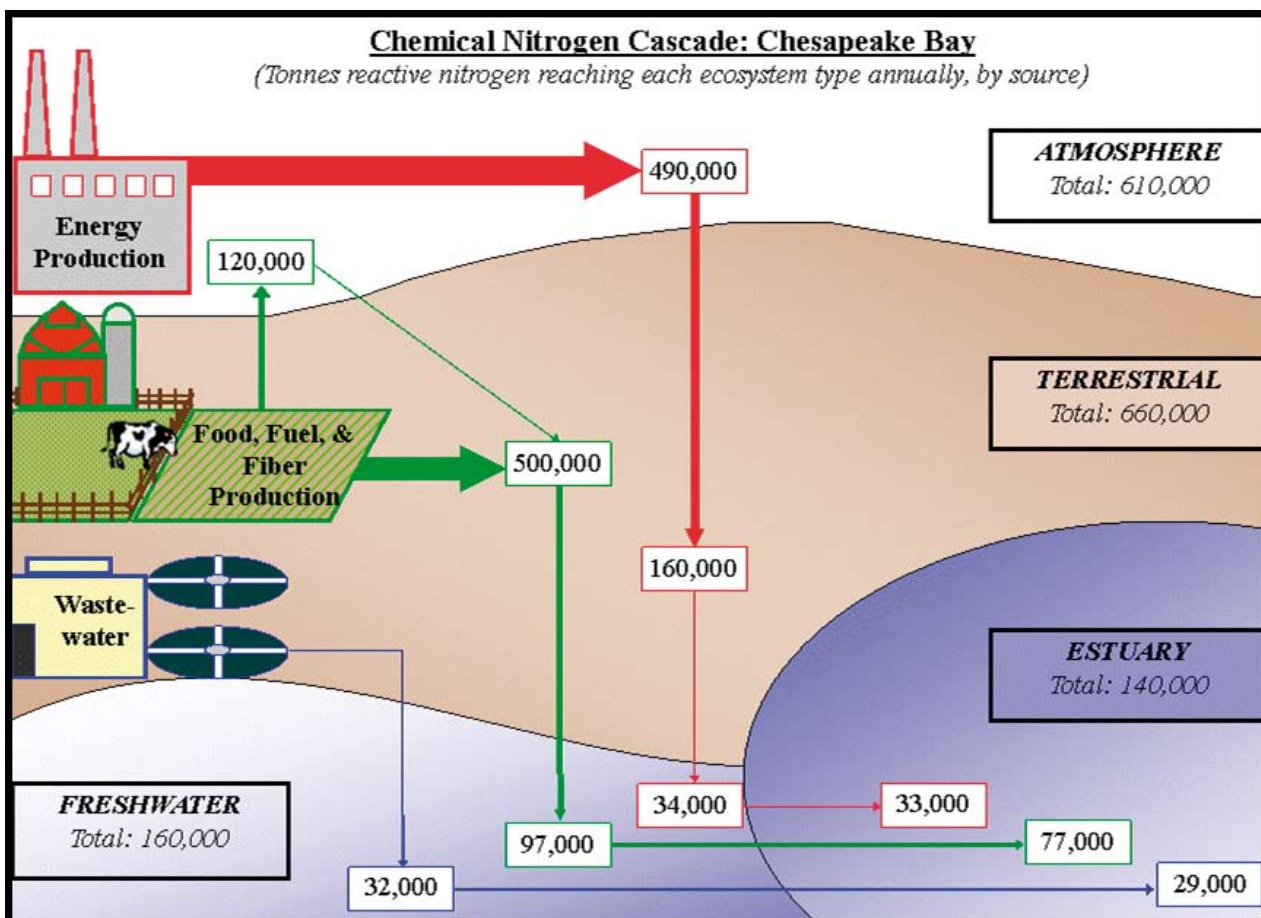 Chemical Nitrogen Cascade: Chesapeake Bay
(Tonnes reactive nitrogen reaching each ecosystem type annually, by source)
ATMOSPHERE
Total: 610,000
490,000
Energy
Production
120,000
TERRESTRIAL
Total: 660,000
Food, Fuel, &
Fiber
Production
500,000
160,000
Waste-
water
ESTUARY
Total: 140,000
FRESHWATER
Total: 160,000
34,000
33,000
97,000
77,000
32,000
29,000